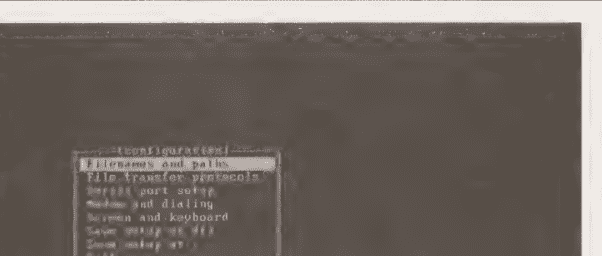 [configuration]
Filenames and paths
File transfer protocols
Serial port setup
Modem and dialing
Screen and keyboard
Save setup as